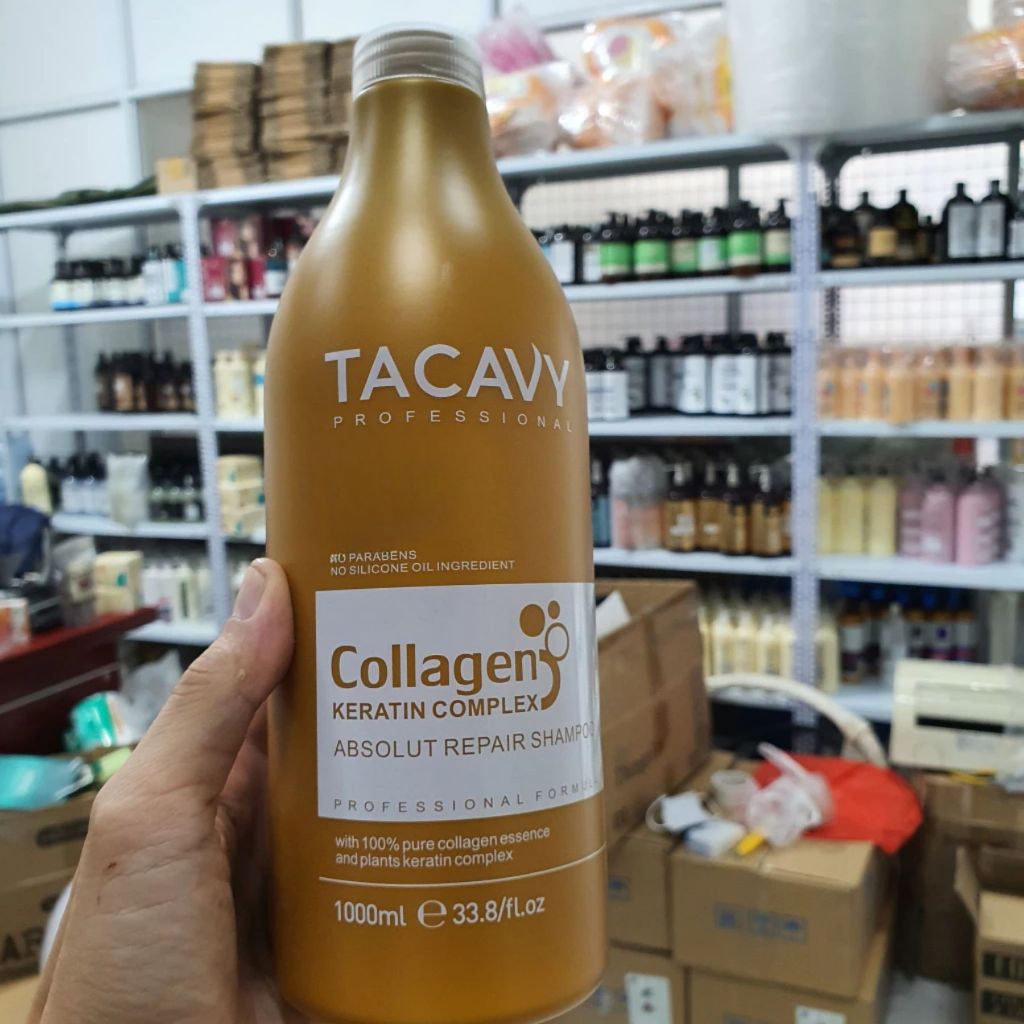 TACAVY
PROFESSIONAL
NO PARABENS
NO SILICONE OIL INGREDIENT
Collagen
KERATIN COMPLEX
ABSOLUT REPAIR SHAMPOO
PROFESSIONAL FORMUL
with 100% pure collagen essence
and plants keratin complex
1000ml ℮ 33.8/fl.oz